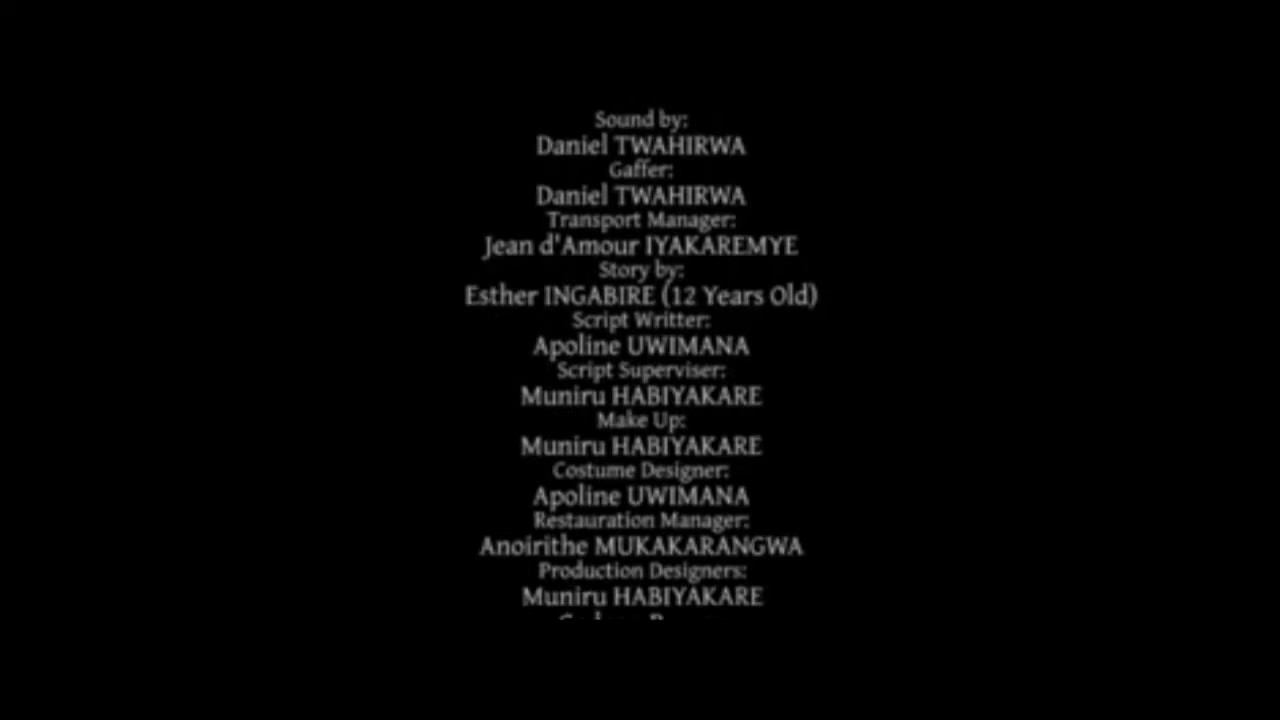 Sound by:
Daniel TWAHIRWA
Gaffer:
Daniel TWAHIRWA
Transport Manager:
Jean d'Amour IYAKAREMYE
Story by:
Esther INGABIRE (12 Years Old)
Script Writter:
Apoline UWIMANA
Script Superviser:
Muniru HABIYAKARE
Make Up:
Muniru HABIYAKARE
Costume Designer:
Apoline UWIMANA
Restauration Manager:
Anoirithe MUKAKARANGWA
Production Designers:
Muniru HABIYAKARE